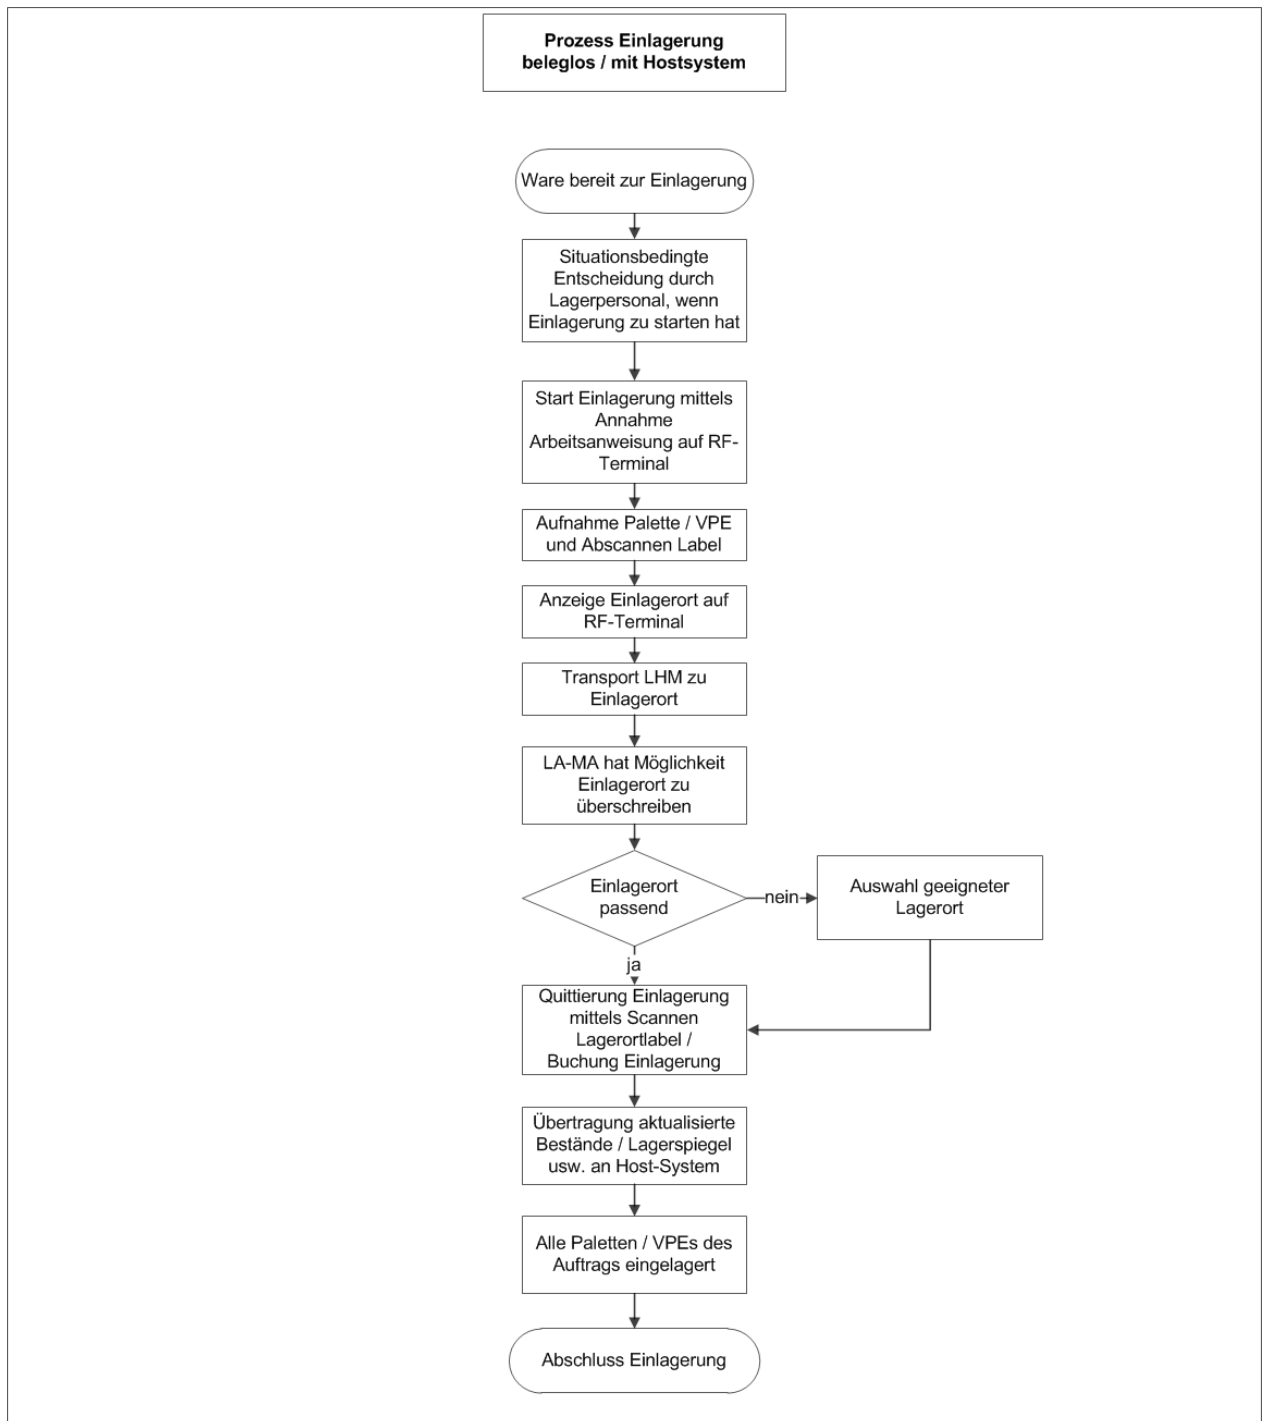 Prozess Einlagerung
beleglos / mit Hostsystem
Ware bereit zur Einlagerung
Situationsbedingte
Entscheidung durch
Lagerpersonal, wenn
Einlagerung zu starten hat
Start Einlagerung mittels
Annahme
Arbeitsanweisung auf RF-
Terminal
Aufnahme Palette / VPE
und Abscannen Label
Anzeige Einlagerort auf
RF-Terminal
Transport LHM zu
Einlagerort
LA-MA hat Möglichkeit
Einlagerort zu
überschreiben
Einlagerort
passend
nein
Auswahl geeigneter
Lagerort
ja
Quittierung Einlagerung
mittels Scannen
Lagerortlabel /
Buchung Einlagerung
Übertragung aktualisierte
Bestände / Lagerspiegel
usw. an Host-System
Alle Paletten / VPEs des
Auftrags eingelagert
Abschluss Einlagerung